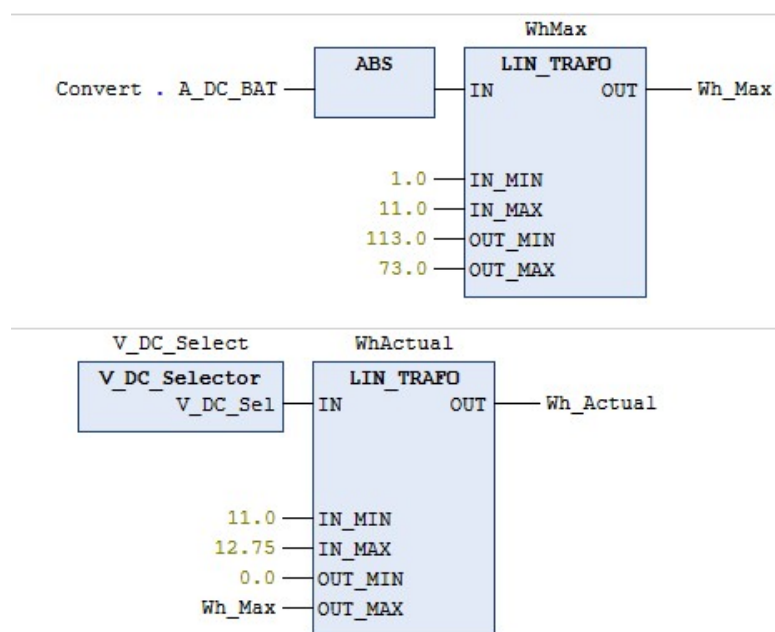 WhMax
ABS LIN_TRAFO
Convert . A_DC_BAT IN OUT Wh_Max
1.0 IN_MIN
11.0 IN_MAX
113.0 OUT_MIN
73.0 OUT_MAX
V_DC_Select WhActual
V_DC_Selector LIN_TRAFO
V_DC_Sel IN OUT Wh_Actual
11.0 IN_MIN
12.75 IN_MAX
0.0 OUT_MIN
Wh_Max OUT_MAX